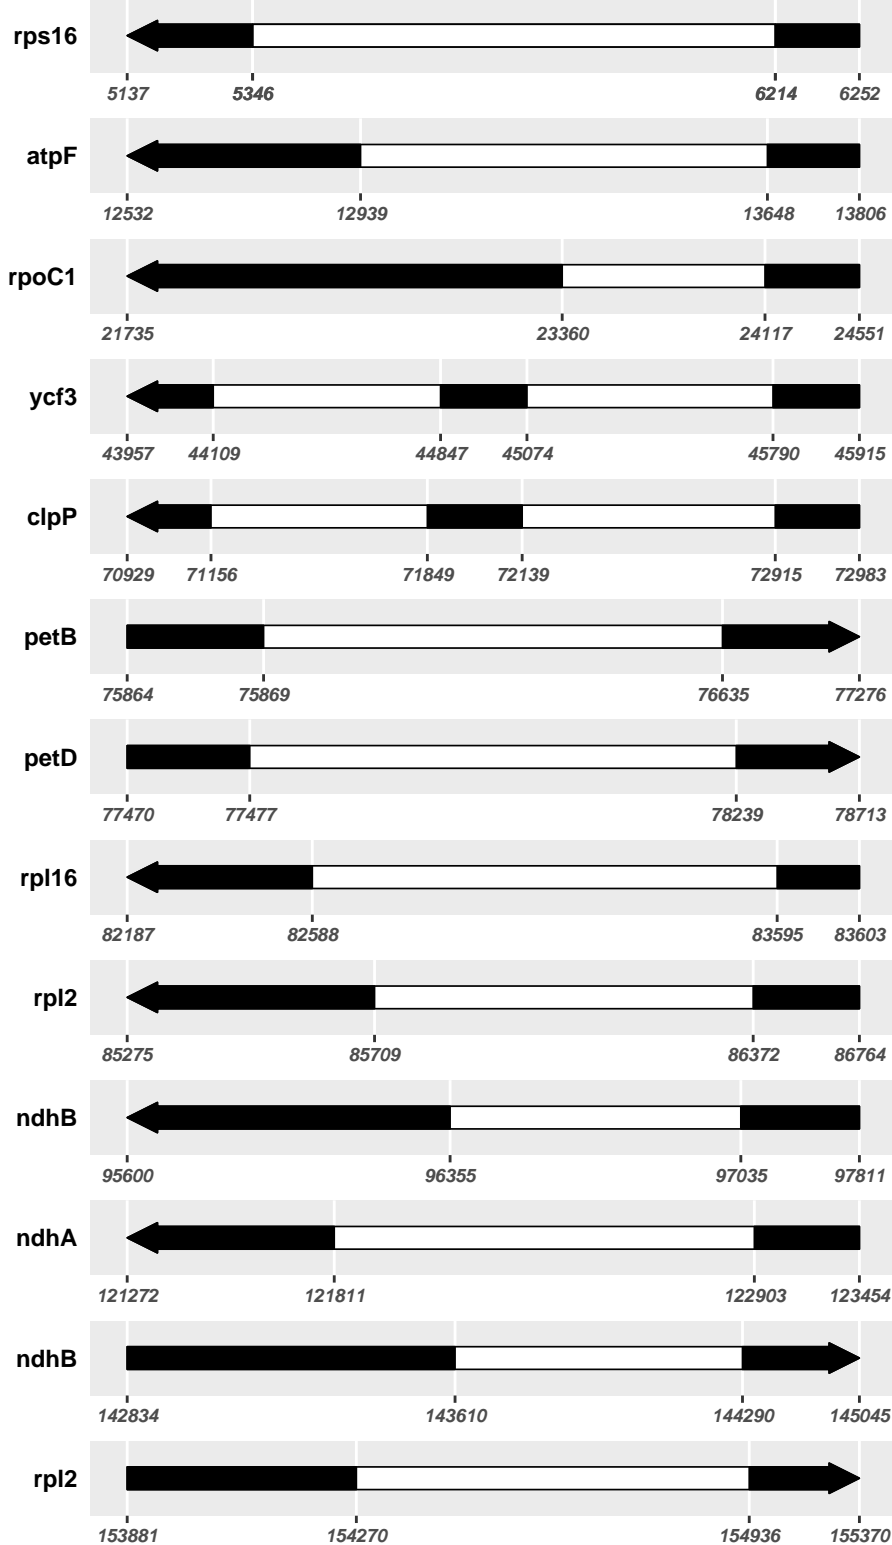 rps16
5137 5346 6214 6252
atpF
12532 12939 13648 13806
rpoC1
21735 23360 24117 24551
ycf3
43957 44109 44847 45074 45790 45915
clpP
70929 71156 71849 72139 72915 72983
petB
75864 75869 76635 77276
petD
77470 77477 78239 78713
rpl16
82187 82588 83595 83603
rpl2
85275 85709 86372 86764
ndhB
95600 96355 97035 97811
ndhA
121272 121811 122903 123454
ndhB
142834 143610 144290 145045
rpl2
153881 154270 154936 155370